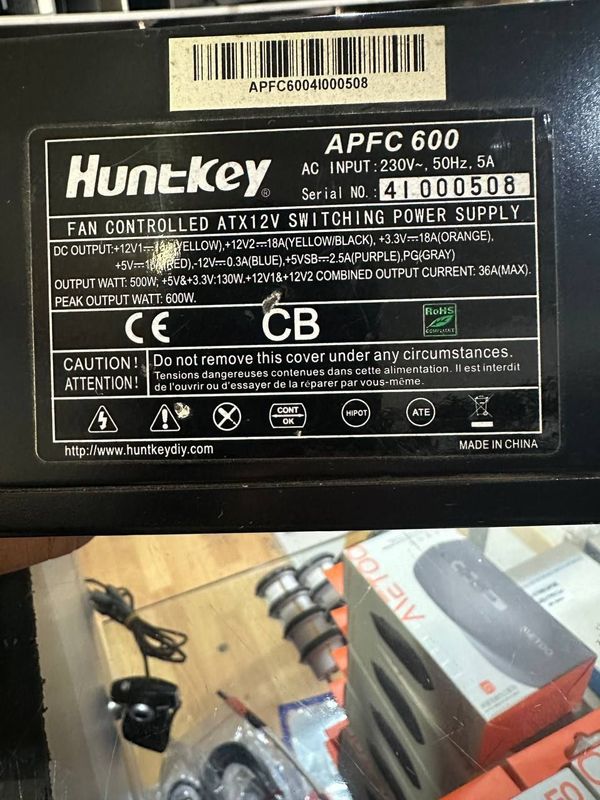 APFC6004I000508
Huntkey®
APFC 600
AC INPUT:230V~, 50Hz, 5A
Serial NO.: 41000508
FAN CONTROLLED ATX12V SWITCHING POWER SUPPLY
DC OUTPUT:+12V1⎓ (YELLOW),+12V2⎓18A(YELLOW/BLACK), +3.3V⎓18A(ORANGE),
+5V⎓ (RED),-12V⎓0.3A(BLUE),+5VSB⎓2.5A(PURPLE),PG(GRAY)
OUTPUT WATT: 500W; +5V&+3.3V:130W.+12V1&+12V2 COMBINED OUTPUT CURRENT: 36A(MAX).
PEAK OUTPUT WATT: 600W.
CE CB RoHS
COMPLIANT
CAUTION! Do not remove this cover under any circumstances.
ATTENTION! Tensions dangereuses contenues dans cette alimentation. Il est interdit
de l'ouvrir ou d'essayer de la réparer par vous-même.
CONT
OK
HIPOT
ATE
http://www.huntkeydiy.com
MADE IN CHINA